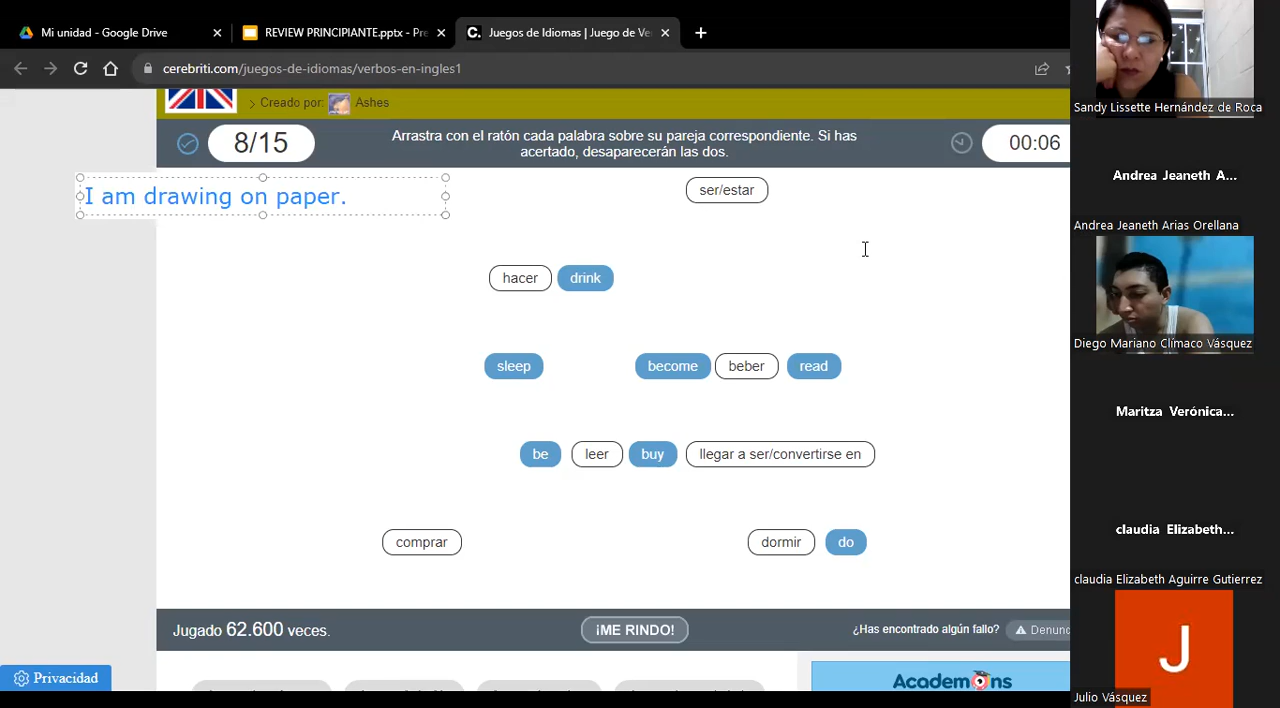 Mi unidad - Google Drive
REVIEW PRINCIPIANTE.pptx - Pre
Juegos de Idiomas | Juego de Ve
cerebriti.com/juegos-de-idiomas/verbos-en-ingles1
Creado por: Ashes
8/15
Arrastra con el ratón cada palabra sobre su pareja correspondiente. Si has
acertado, desaparecerán las dos.
00:06
I am drawing on paper.
ser/estar
hacer drink
sleep become beber read
be leer buy llegar a ser/convertirse en
comprar dormir do
Jugado 62.600 veces.
¡ME RINDO!
¿Has encontrado algún fallo?
Denunc
Privacidad
Academons
Sandy Lissette Hernández de Roca
Andrea Jeaneth A...
Andrea Jeaneth Arias Orellana
Diego Mariano Clímaco Vásquez
Maritza Verónica...
claudia Elizabeth...
claudia Elizabeth Aguirre Gutierrez
J
Julio Vásquez